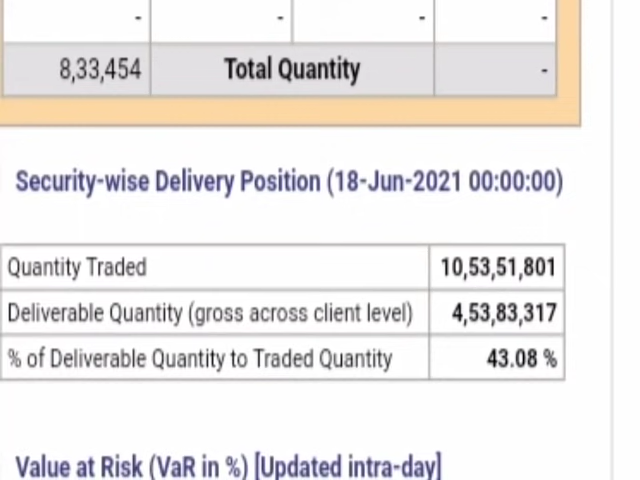 - - - -
8,33,454 Total Quantity -
Security-wise Delivery Position (18-Jun-2021 00:00:00)
Quantity Traded 10,53,51,801
Deliverable Quantity (gross across client level) 4,53,83,317
% of Deliverable Quantity to Traded Quantity 43.08 %
Value at Risk (VaR in %) [Updated intra-day]